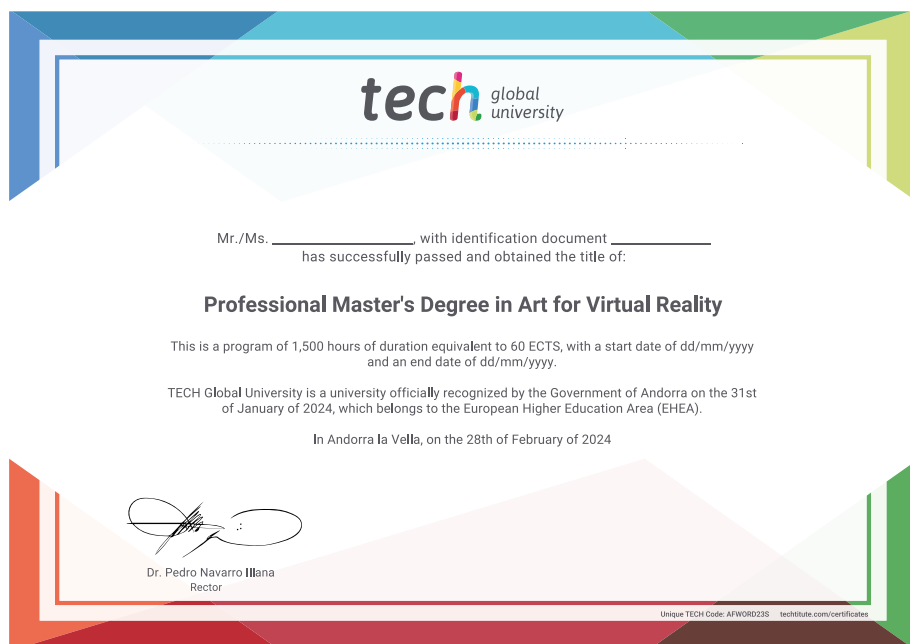 tech global university
Mr./Ms. ________________, with identification document ___________
has successfully passed and obtained the title of:
Professional Master's Degree in Art for Virtual Reality
This is a program of 1,500 hours of duration equivalent to 60 ECTS, with a start date of dd/mm/yyyy
and an end date of dd/mm/yyyy.
TECH Global University is a university officially recognized by the Government of Andorra on the 31st
of January of 2024, which belongs to the European Higher Education Area (EHEA).
In Andorra la Vella, on the 28th of February of 2024
Dr. Pedro Navarro Illana
Rector
Unique TECH Code: AFWORD23S techtitute.com/certificates